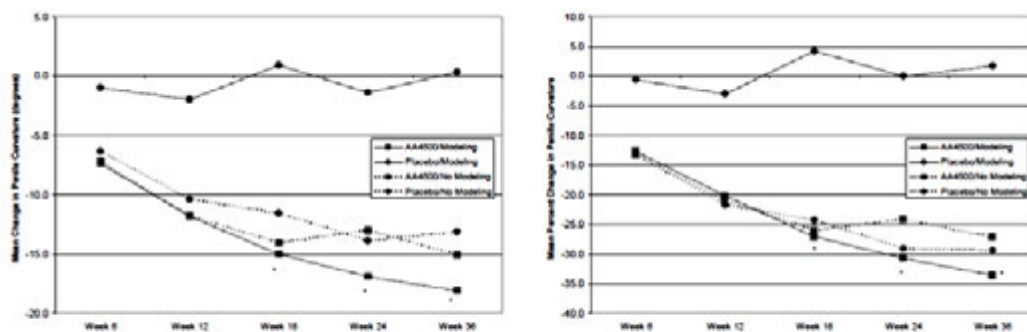 5.0
0.0
-5.0
-10.0
-15.0
-20.0
Mean Change in Penile Curvature (degrees)
AA4500/Modeling
Placebo/Modeling
AA4500/No Modeling
Placebo/No Modeling
Week 6
Week 12
Week 18
Week 24
Week 36
10.0
5.0
0.0
-5.0
-10.0
-15.0
-20.0
-25.0
-30.0
-35.0
-40.0
Mean Percent Change in Penile Curvature
AA4500/Modeling
Placebo/Modeling
AA4500/No Modeling
Placebo/No Modeling
Week 6
Week 12
Week 18
Week 24
Week 36